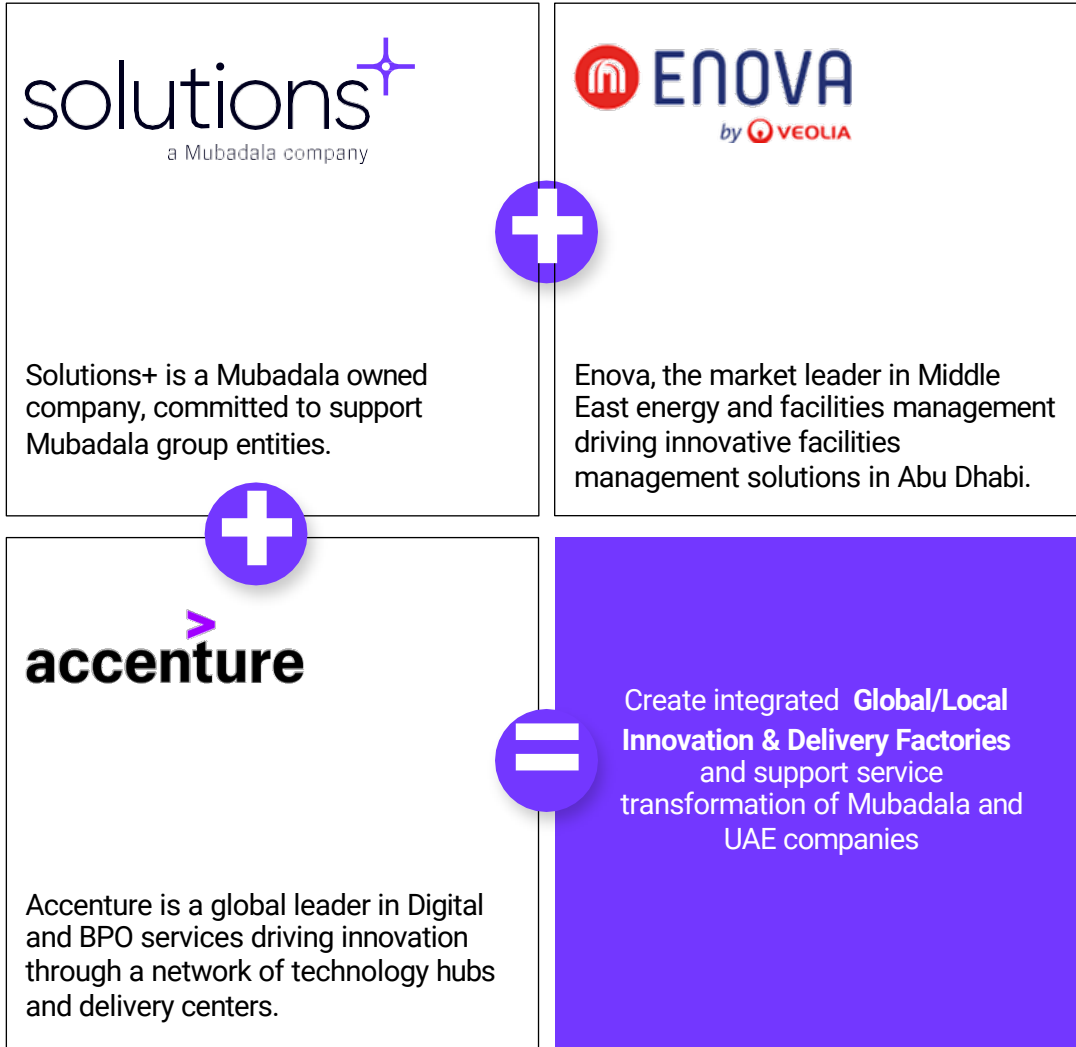 solutions+
a Mubadala company
ENOVA
by VEOLIA
+
Solutions+ is a Mubadala owned
company, committed to support
Mubadala group entities.
Enova, the market leader in Middle
East energy and facilities management
driving innovative facilities
management solutions in Abu Dhabi.
+
>
accenture
=
Create integrated Global/Local
Innovation & Delivery Factories
and support service
transformation of Mubadala and
UAE companies
Accenture is a global leader in Digital
and BPO services driving innovation
through a network of technology hubs
and delivery centers.